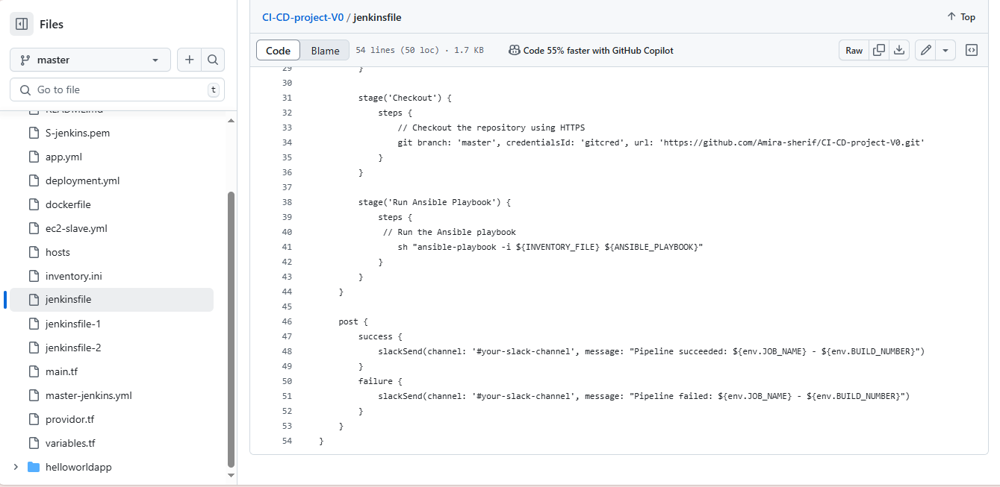 Files
master
Go to file
t
README.md
S-jenkins.pem
app.yml
deployment.yml
dockerfile
ec2-slave.yml
hosts
inventory.ini
jenkinsfile
jenkinsfile-1
jenkinsfile-2
main.tf
master-jenkins.yml
providor.tf
variables.tf
helloworldapp
CI-CD-project-V0 / jenkinsfile
Top
Code Blame 54 lines (50 loc) · 1.7 KB Code 55% faster with GitHub Copilot Raw
29 }
30
31 stage('Checkout') {
32 steps {
33 // Checkout the repository using HTTPS
34 git branch: 'master', credentialsId: 'gitcred', url: 'https://github.com/Amira-sherif/CI-CD-project-V0.git'
35 }
36 }
37
38 stage('Run Ansible Playbook') {
39 steps {
40 // Run the Ansible playbook
41 sh "ansible-playbook -i ${INVENTORY_FILE} ${ANSIBLE_PLAYBOOK}"
42 }
43 }
44 }
45
46 post {
47 success {
48 slackSend(channel: '#your-slack-channel', message: "Pipeline succeeded: ${env.JOB_NAME} - ${env.BUILD_NUMBER}")
49 }
50 failure {
51 slackSend(channel: '#your-slack-channel', message: "Pipeline failed: ${env.JOB_NAME} - ${env.BUILD_NUMBER}")
52 }
53 }
54 }